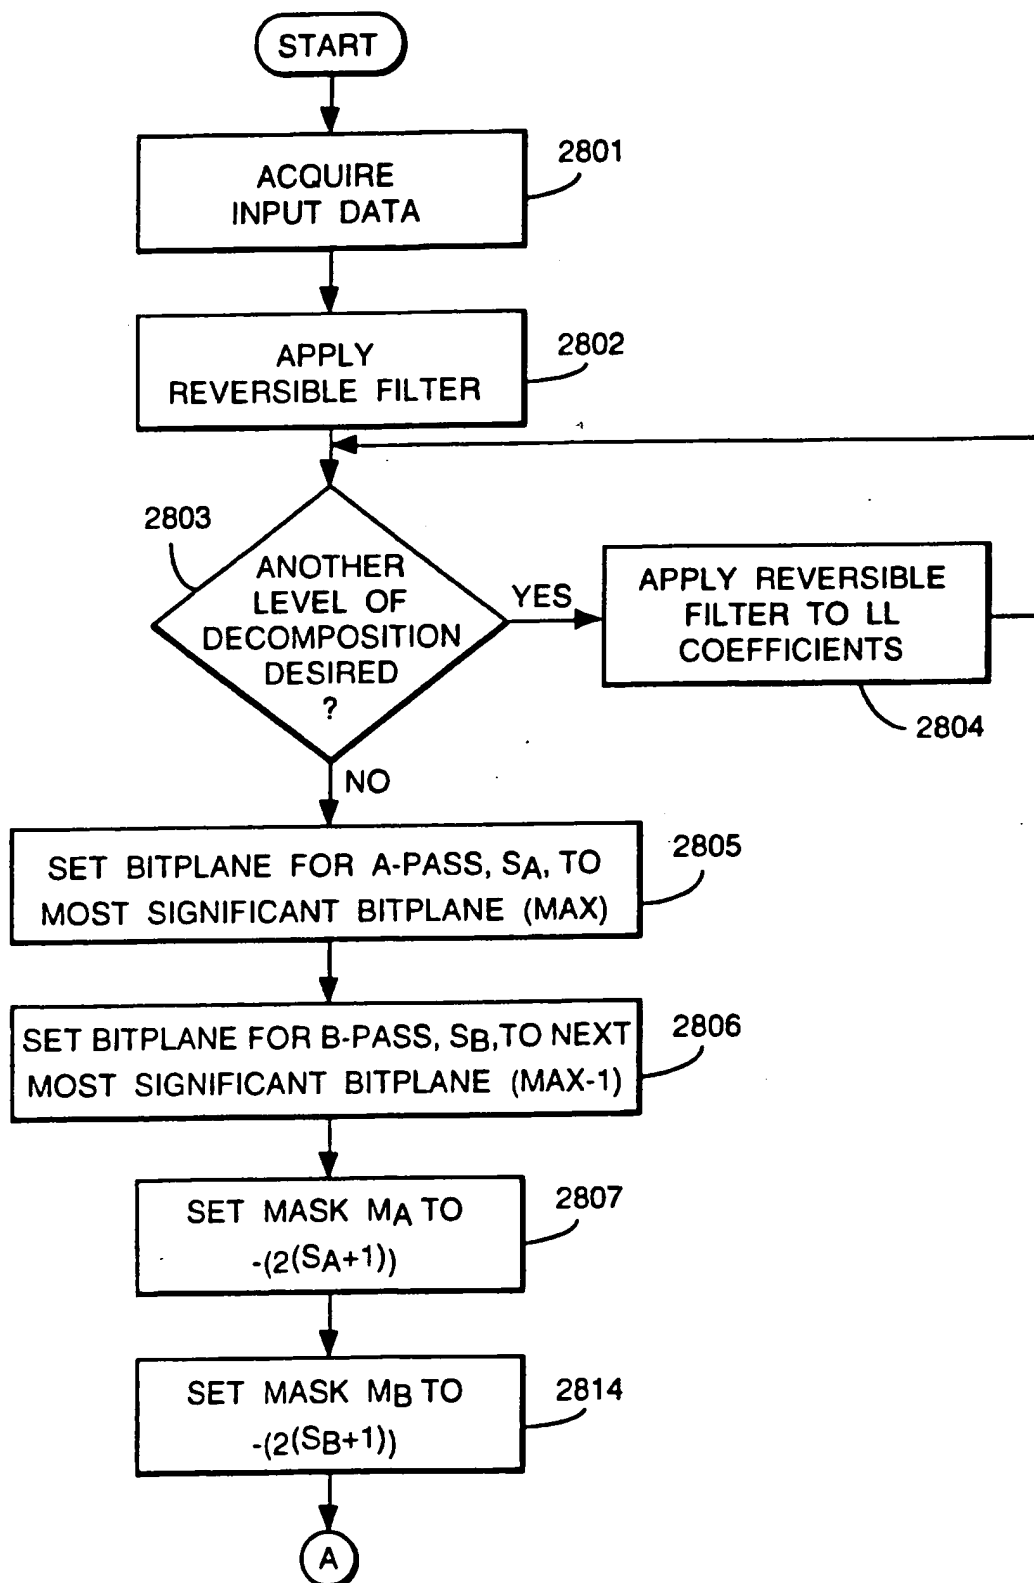 START
ACQUIRE
INPUT DATA
2801
APPLY
REVERSIBLE FILTER
2802
2803
ANOTHER
LEVEL OF
DECOMPOSITION
DESIRED
?
YES
APPLY REVERSIBLE
FILTER TO LL
COEFFICIENTS
2804
NO
SET BITPLANE FOR A-PASS, SA, TO
MOST SIGNIFICANT BITPLANE (MAX)
2805
SET BITPLANE FOR B-PASS, SB, TO NEXT
MOST SIGNIFICANT BITPLANE (MAX-1)
2806
SET MASK MA TO
-(2(SA+1))
2807
SET MASK MB TO
-(2(SB+1))
2814
A